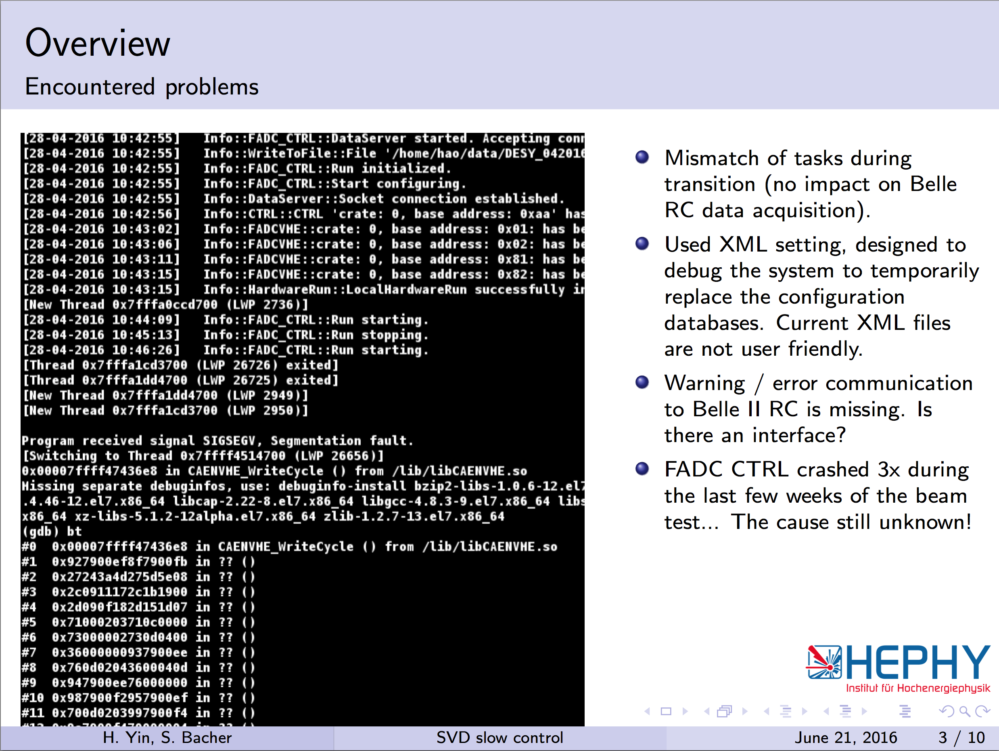 Overview
Encountered problems
[28-04-2016 10:42:55]   Info::FADC_CTRL::DataServer started. Accepting
[28-04-2016 10:42:55]   Info::WriteToFile::File '/home/hao/data/DESY_042016
[28-04-2016 10:42:55]   Info::FADC_CTRL::Run initialized.
[28-04-2016 10:42:55]   Info::FADC_CTRL::Start configuring.
[28-04-2016 10:42:55]   Info::DataServer::Socket connection established.
[28-04-2016 10:42:56]   Info::CTRL::CTRL 'crate: 0, base address: 0xaa' has
[28-04-2016 10:43:02]   Info::FADCVME::crate: 0, base address: 0x01: has be
[28-04-2016 10:43:06]   Info::FADCVME::crate: 0, base address: 0x02: has be
[28-04-2016 10:43:11]   Info::FADCVME::crate: 0, base address: 0x81: has be
[28-04-2016 10:43:15]   Info::FADCVME::crate: 0, base address: 0x82: has be
[28-04-2016 10:43:15]   Info::HardwareRun::LocalHardwareRun successfully in
[New Thread 0x7fffa0ccd700 (LWP 2736)]
[28-04-2016 10:44:09]   Info::FADC_CTRL::Run starting.
[28-04-2016 10:45:13]   Info::FADC_CTRL::Run stopping.
[28-04-2016 10:46:26]   Info::FADC_CTRL::Run starting.
[Thread 0x7fffa1cd3700 (LWP 26726) exited]
[Thread 0x7fffa1dd4700 (LWP 26725) exited]
[New Thread 0x7fffa1dd4700 (LWP 2949)]
[New Thread 0x7fffa1cd3700 (LWP 2950)]
Program received signal SIGSEGV, Segmentation fault.
[Switching to Thread 0x7ffff4514700 (LWP 26656)]
0x00007ffff47436e8 in CAENVME_WriteCycle () from /lib/libCAENVME.so
Missing separate debuginfos, use: debuginfo-install bzip2-libs-1.0.6-12.el7
.4.46-12.el7.x86_64 libcap-2.22-8.el7.x86_64 libgcc-4.8.3-9.el7.x86_64 libs
x86_64 xz-libs-5.1.2-12alpha.el7.x86_64 zlib-1.2.7-13.el7.x86_64
(gdb) bt
#0  0x00007ffff47436e8 in CAENVME_WriteCycle () from /lib/libCAENVME.so
#1  0x927900ef8f7900fb in ?? ()
#2  0x27243a4d275d5e08 in ?? ()
#3  0x2c0911172c1b1900 in ?? ()
#4  0x2d090f182d151d07 in ?? ()
#5  0x71000203710c0000 in ?? ()
#6  0x73000002730d0400 in ?? ()
#7  0x36000000937900ee in ?? ()
#8  0x760d02043600040d in ?? ()
#9  0x947900ee76000000 in ?? ()
#10 0x987900f2957900ef in ?? ()
#11 0x700d0203997900f4 in ?? ()
Mismatch of tasks during
transition (no impact on Belle
RC data acquisition).
Used XML setting, designed to
debug the system to temporarily
replace the configuration
databases. Current XML files
are not user friendly.
Warning / error communication
to Belle II RC is missing. Is
there an interface?
FADC CTRL crashed 3x during
the last few weeks of the beam
test... The cause still unknown!
HEPHY
Institut für Hochenergiephysik
H. Yin, S. Bacher
SVD slow control
June 21, 2016
3 / 10